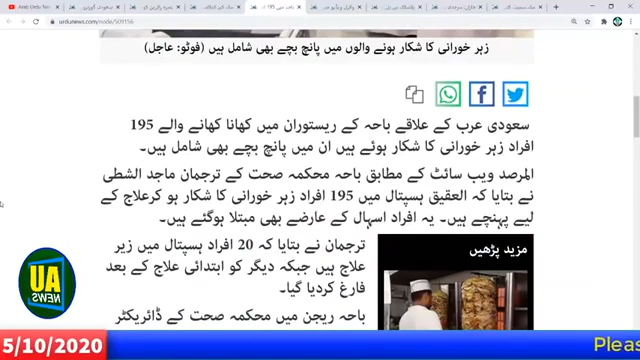 Arab Urdu New
urdunews.com/node/509156
زہر خورانی کا شکار ہونے والوں میں پانچ بچے بھی شامل ہیں (فوٹو: عاجل)
سعودی عرب کے علاقے باحہ کے ریستوران میں کھانا کھانے والے 195
افراد زہر خورانی کا شکار ہوئے ہیں ان میں پانچ بچے بھی شامل ہیں۔
المرصد ویب سائٹ کے مطابق باحہ محکمہ صحت کے ترجمان ماجد الشطی
نے بتایا کہ العقیق ہسپتال میں 195 افراد زہر خورانی کا شکار ہو کرعلاج کے
لیے پہنچے ہیں۔ یہ افراد اسہال کے عارضے بھی مبتلا ہوگئے ہیں۔
ترجمان نے بتایا کہ 20 افراد ہسپتال میں زیر
علاج ہیں جبکہ دیگر کو ابتدائی علاج کے بعد
فارغ کردیا گیا۔
باحہ ریجن میں محکمہ صحت کے ڈائریکٹر
مزید پڑھیں
UA
NEWS
5/10/2020
Pleas